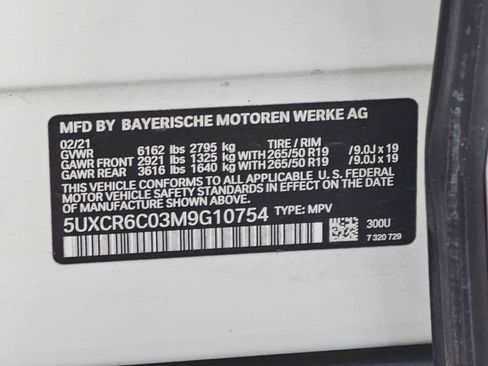 MFD BY BAYERISCHE MOTOREN WERKE AG
02/21 TIRE / RIM
GVWR 6162 lbs 2795 kg
GAWR FRONT 2921 lbs 1325 kg WITH 265/50 R19 /9.0J x 19
GAWR REAR 3616 lbs 1640 kg WITH 265/50 R19 /9.0J x 19
THIS VEHICLE CONFORMS TO ALL APPLICABLE U.S. FEDERAL
MOTOR VEHICLE SAFETY STANDARDS IN EFFECT ON THE DATE OF
MANUFACTURE SHOWN ABOVE.
5UXCR6C03M9G10754 TYPE: MPV
300U
7 320 729